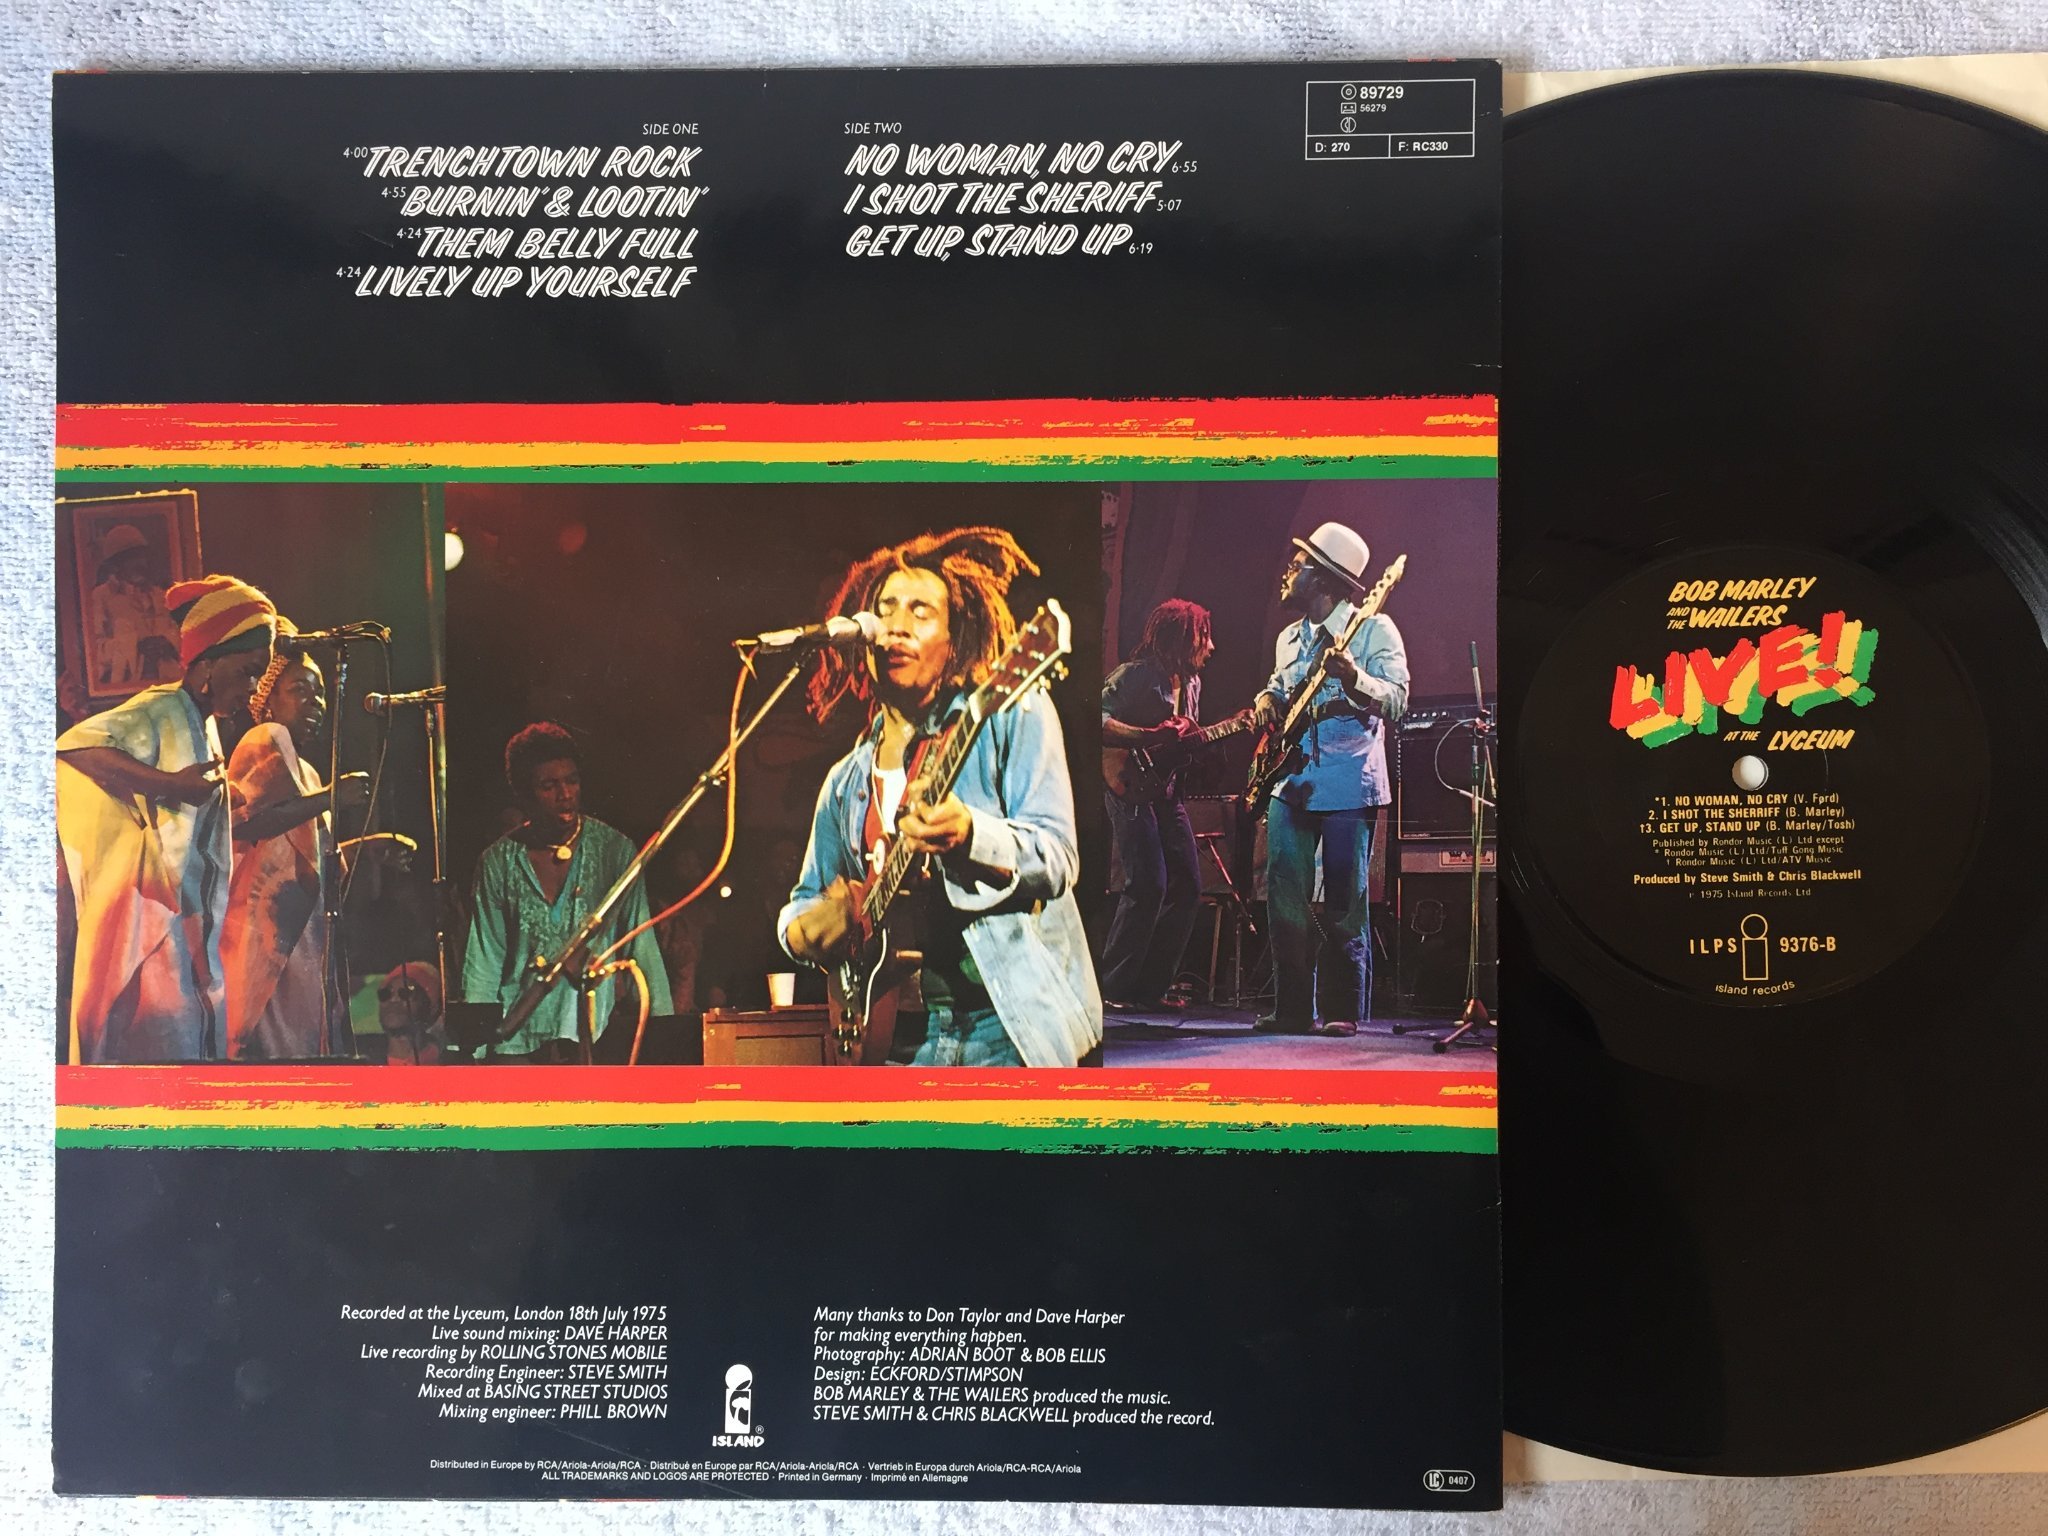 SIDE ONE
4·00 TRENCHTOWN ROCK
4·55 BURNIN' & LOOTIN'
4·24 THEM BELLY FULL
4·24 LIVELY UP YOURSELF
SIDE TWO
NO WOMAN, NO CRY 6·55
I SHOT THE SHERIFF 5·07
GET UP, STAND UP 6·19
89729
56279
D: 270 F: RC330
Recorded at the Lyceum, London 18th July 1975
Live sound mixing: DAVE HARPER
Live recording by ROLLING STONES MOBILE
Recording Engineer: STEVE SMITH
Mixed at BASING STREET STUDIOS
Mixing engineer: PHILL BROWN
ISLAND ®
Many thanks to Don Taylor and Dave Harper
for making everything happen.
Photography: ADRIAN BOOT & BOB ELLIS
Design: ECKFORD/STIMPSON
BOB MARLEY & THE WAILERS produced the music.
STEVE SMITH & CHRIS BLACKWELL produced the record.
Distributed in Europe by RCA/Ariola-Ariola/RCA · Distribué en Europe par RCA/Ariola-Ariola/RCA · Vertrieb in Europa durch Ariola/RCA-RCA/Ariola
ALL TRADEMARKS AND LOGOS ARE PROTECTED · Printed in Germany · Imprimé en Allemagne
LC 0407
BOB MARLEY
AND THE WAILERS
LIVE!
AT THE LYCEUM
*1. NO WOMAN, NO CRY (V. Ford)
2. I SHOT THE SHERRIFF (B. Marley)
†3. GET UP, STAND UP (B. Marley/Tosh)
Published by Rondor Music (L) Ltd except
* Rondor Music (L) Ltd/Tuff Gong Music
† Rondor Music (L) Ltd/ATV Music
Produced by Steve Smith & Chris Blackwell
℗ 1975 Island Records Ltd
ILPS 9376-B
island records